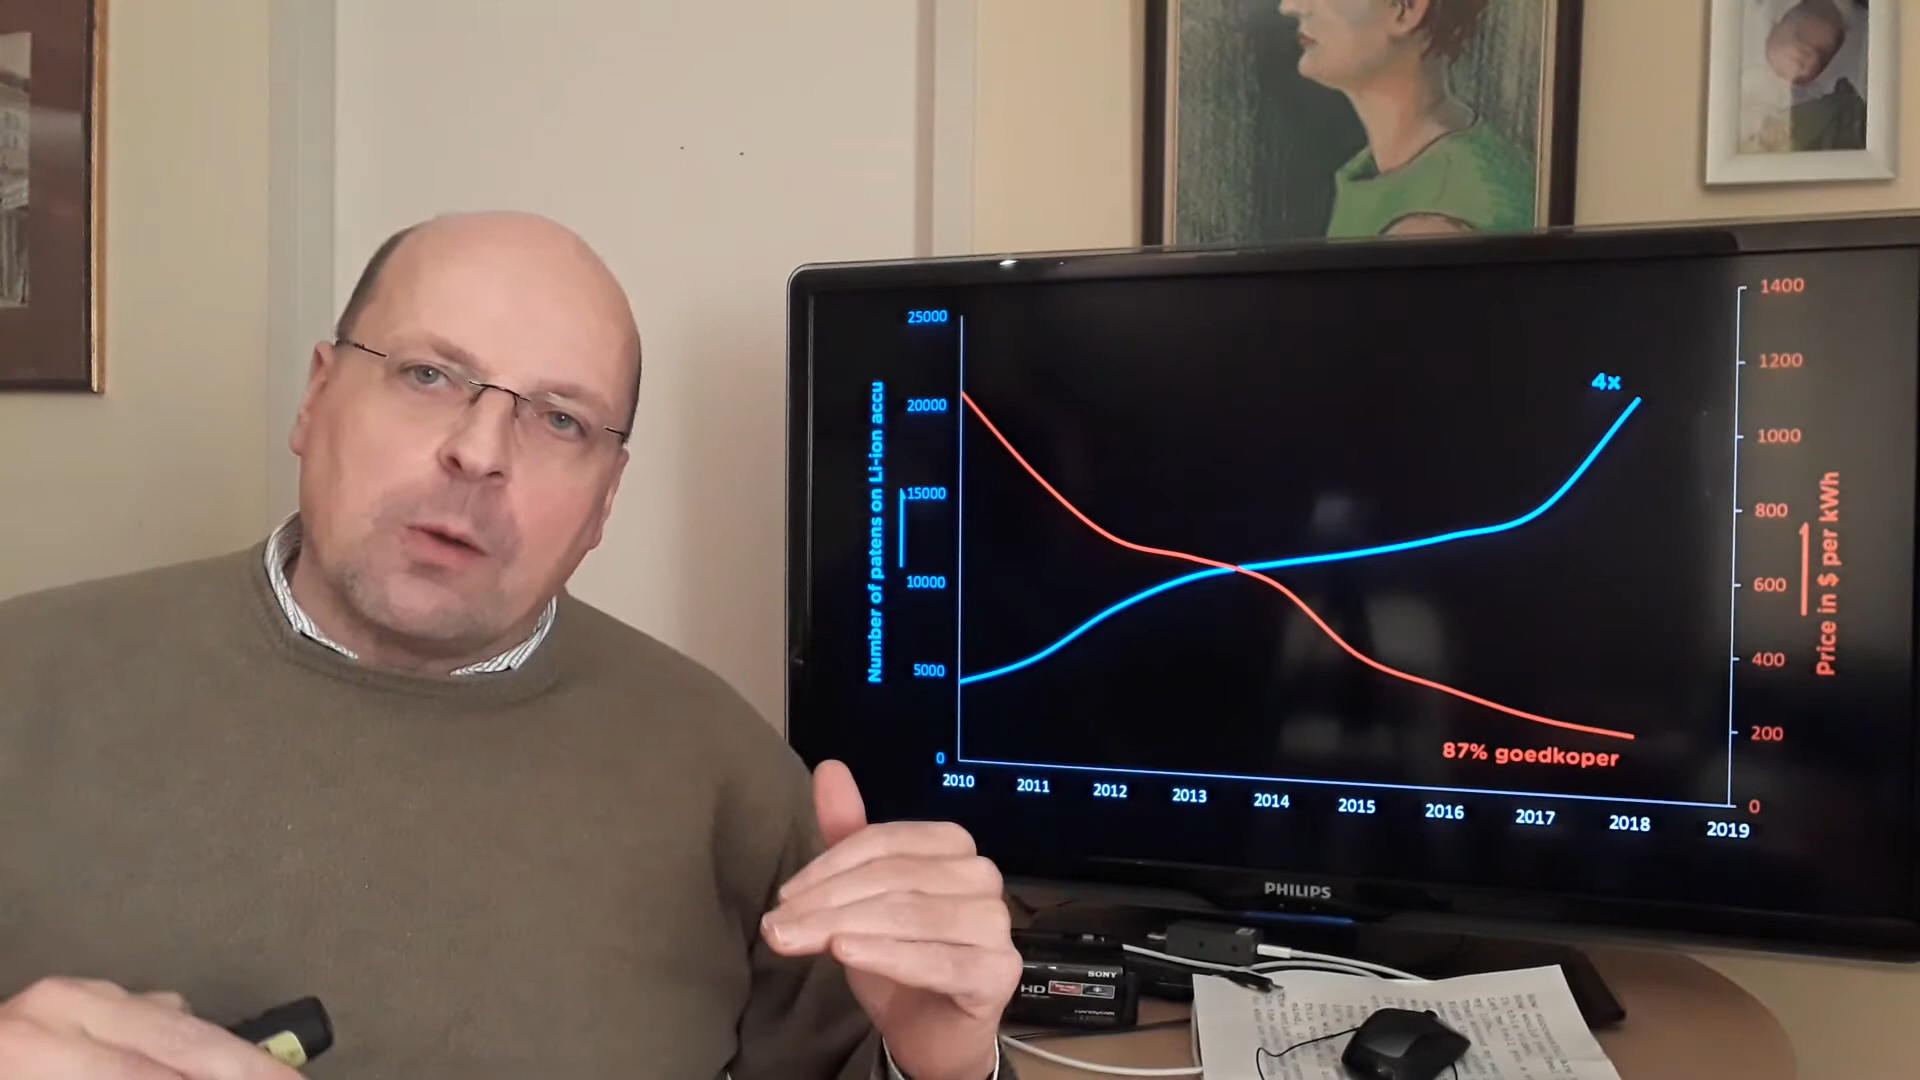 25000
20000
15000
10000
5000
0
Number of patens on Li-ion accu
4x
87% goedkoper
1400
1200
1000
800
600
400
200
0
Price in $ per kWh
2010 2011 2012 2013 2014 2015 2016 2017 2018 2019
PHILIPS
SONY
HD
HANDYCAM